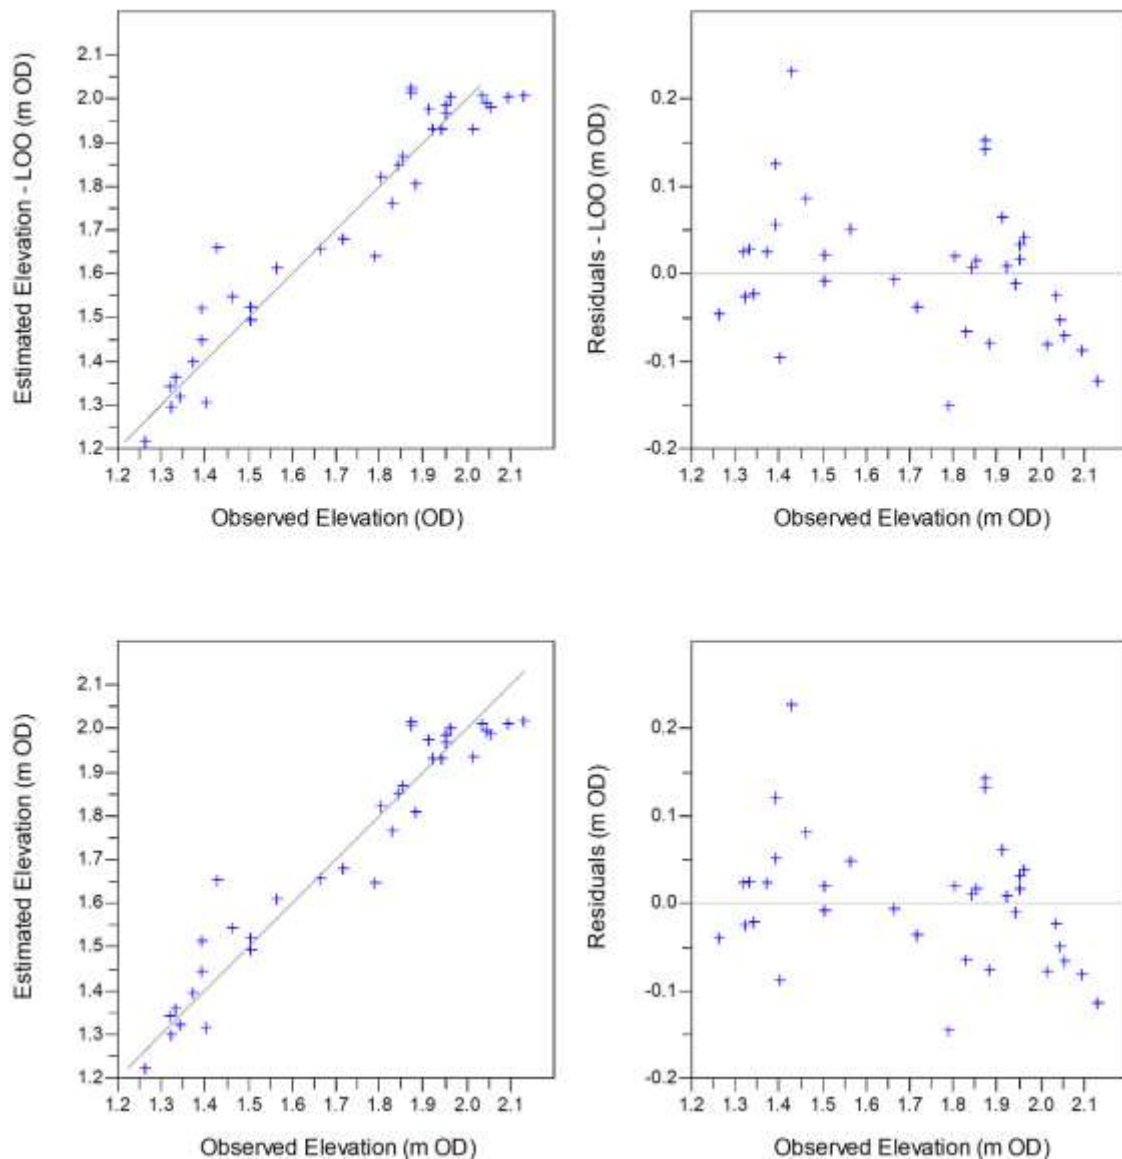 Estimated Elevation - LOO (m OD)
2.1
2.0
1.9
1.8
1.7
1.6
1.5
1.4
1.3
1.2
1.2 1.3 1.4 1.5 1.6 1.7 1.8 1.9 2.0 2.1
Observed Elevation (OD)
Residuals - LOO (m OD)
0.2
0.1
0.0
-0.1
-0.2
1.2 1.3 1.4 1.5 1.6 1.7 1.8 1.9 2.0 2.1
Observed Elevation (m OD)
Estimated Elevation (m OD)
2.1
2.0
1.9
1.8
1.7
1.6
1.5
1.4
1.3
1.2
1.2 1.3 1.4 1.5 1.6 1.7 1.8 1.9 2.0 2.1
Observed Elevation (m OD)
Residuals (m OD)
0.2
0.1
0.0
-0.1
-0.2
1.2 1.3 1.4 1.5 1.6 1.7 1.8 1.9 2.0 2.1
Observed Elevation (m OD)